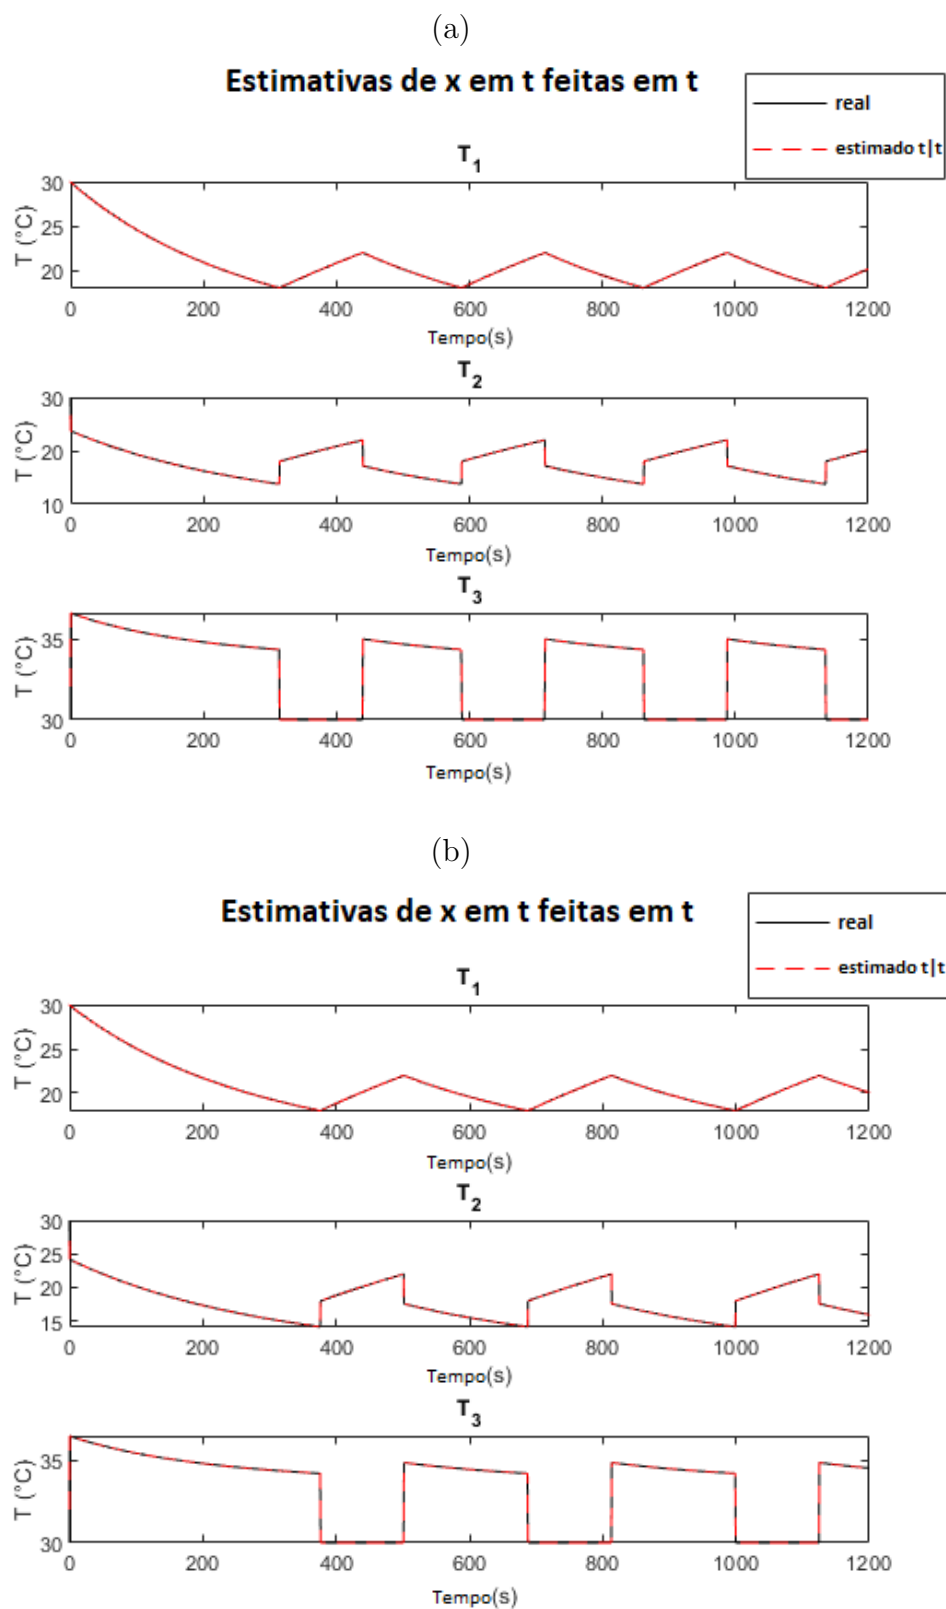 (a)
Estimativas de x em t feitas em t
real
estimado t|t
T1
T (°C)
30
25
20
0 200 400 600 800 1000 1200
Tempo(s)
T2
T (°C)
30
20
10
0 200 400 600 800 1000 1200
Tempo(s)
T3
T (°C)
35
30
0 200 400 600 800 1000 1200
Tempo(s)
(b)
Estimativas de x em t feitas em t
real
estimado t|t
T1
T (°C)
30
25
20
0 200 400 600 800 1000 1200
Tempo(s)
T2
T (°C)
30
25
20
15
0 200 400 600 800 1000 1200
Tempo(s)
T3
T (°C)
35
30
0 200 400 600 800 1000 1200
Tempo(s)